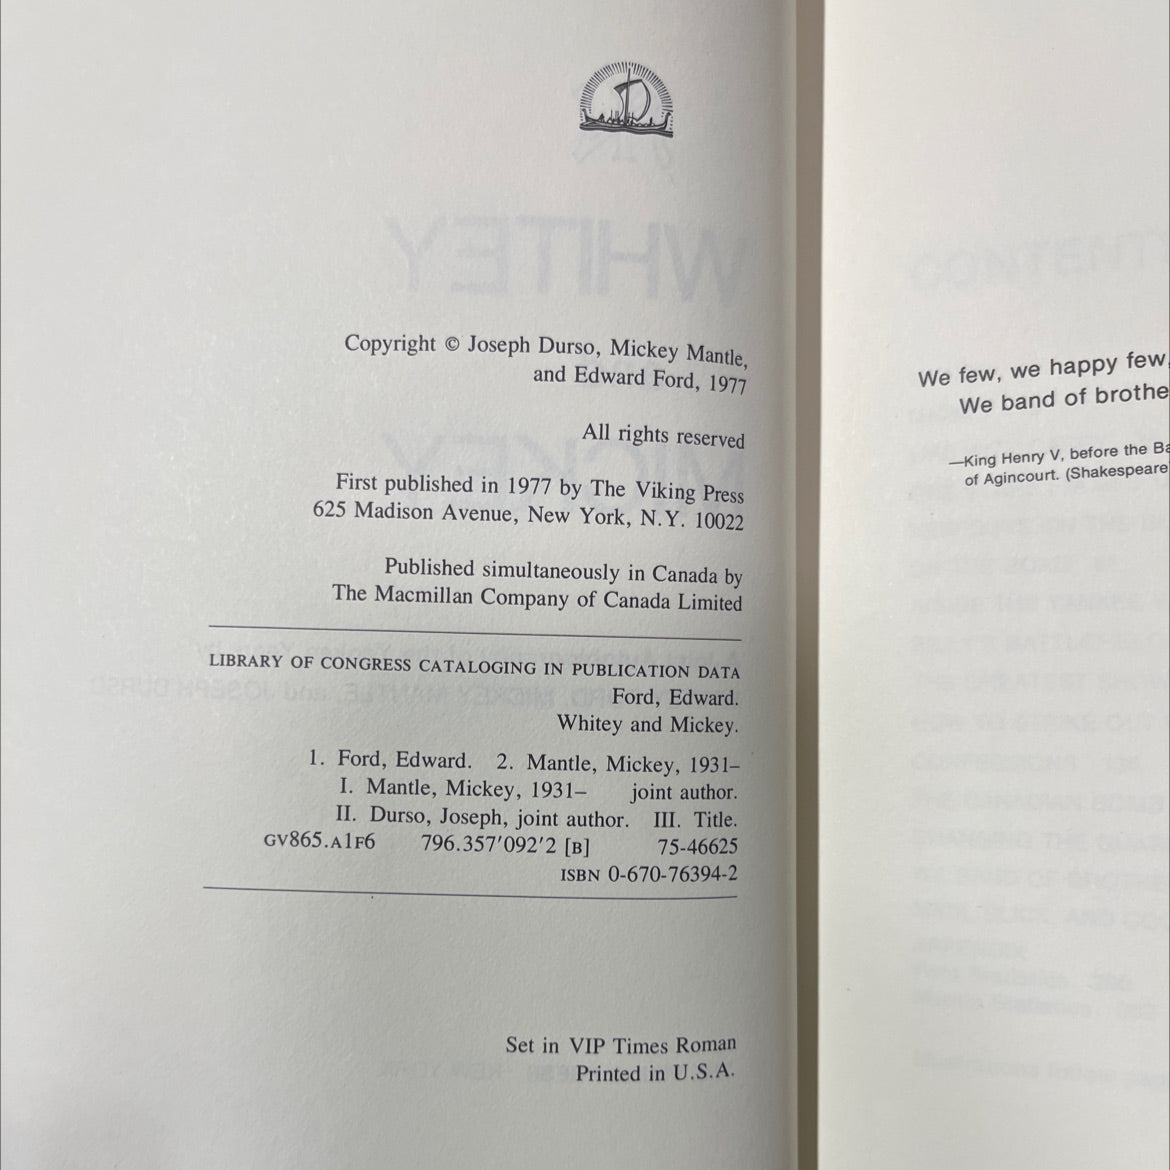 Copyright © Joseph Durso, Mickey Mantle,
and Edward Ford, 1977
All rights reserved
First published in 1977 by The Viking Press
625 Madison Avenue, New York, N.Y. 10022
Published simultaneously in Canada by
The Macmillan Company of Canada Limited
LIBRARY OF CONGRESS CATALOGING IN PUBLICATION DATA
Ford, Edward.
Whitey and Mickey.
1. Ford, Edward. 2. Mantle, Mickey, 1931–
I. Mantle, Mickey, 1931– joint author.
II. Durso, Joseph, joint author. III. Title.
GV865.A1F6 796.357'092'2 [B] 75-46625
ISBN 0-670-76394-2
Set in VIP Times Roman
Printed in U.S.A.
We few, we happy few,
We band of
—King Henry V, before the
of Agincourt. (Shakespeare